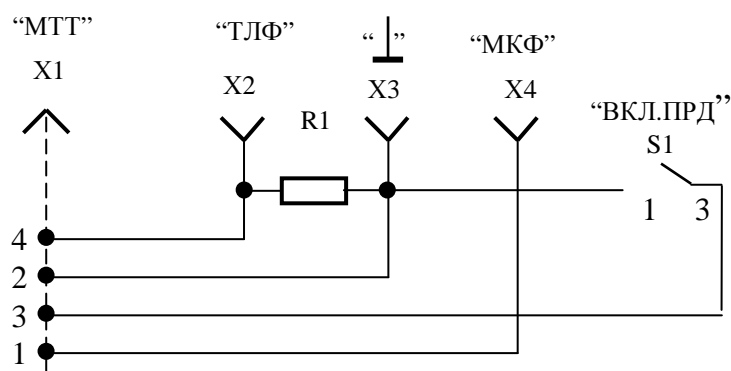 “МТТ”
X1
“ТЛФ”
X2
“ ”
X3
“МКФ”
X4
R1
“ВКЛ.ПРД”
S1
1 3
4
2
3
1